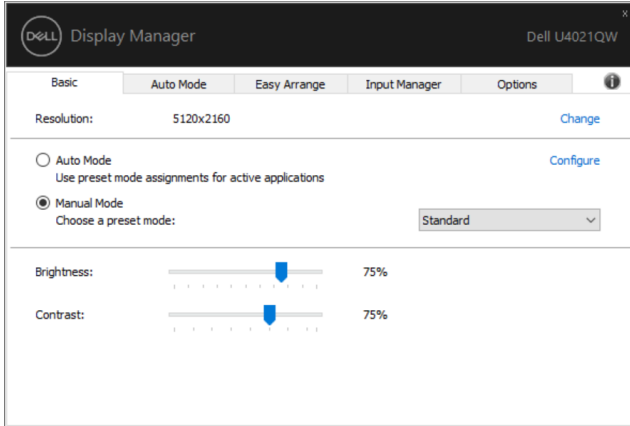 DELL Display Manager
Dell U4021QW
x
Basic Auto Mode Easy Arrange Input Manager Options i
Resolution: 5120x2160 Change
Auto Mode Configure
Use preset mode assignments for active applications
Manual Mode
Choose a preset mode: Standard
Brightness: 75%
Contrast: 75%